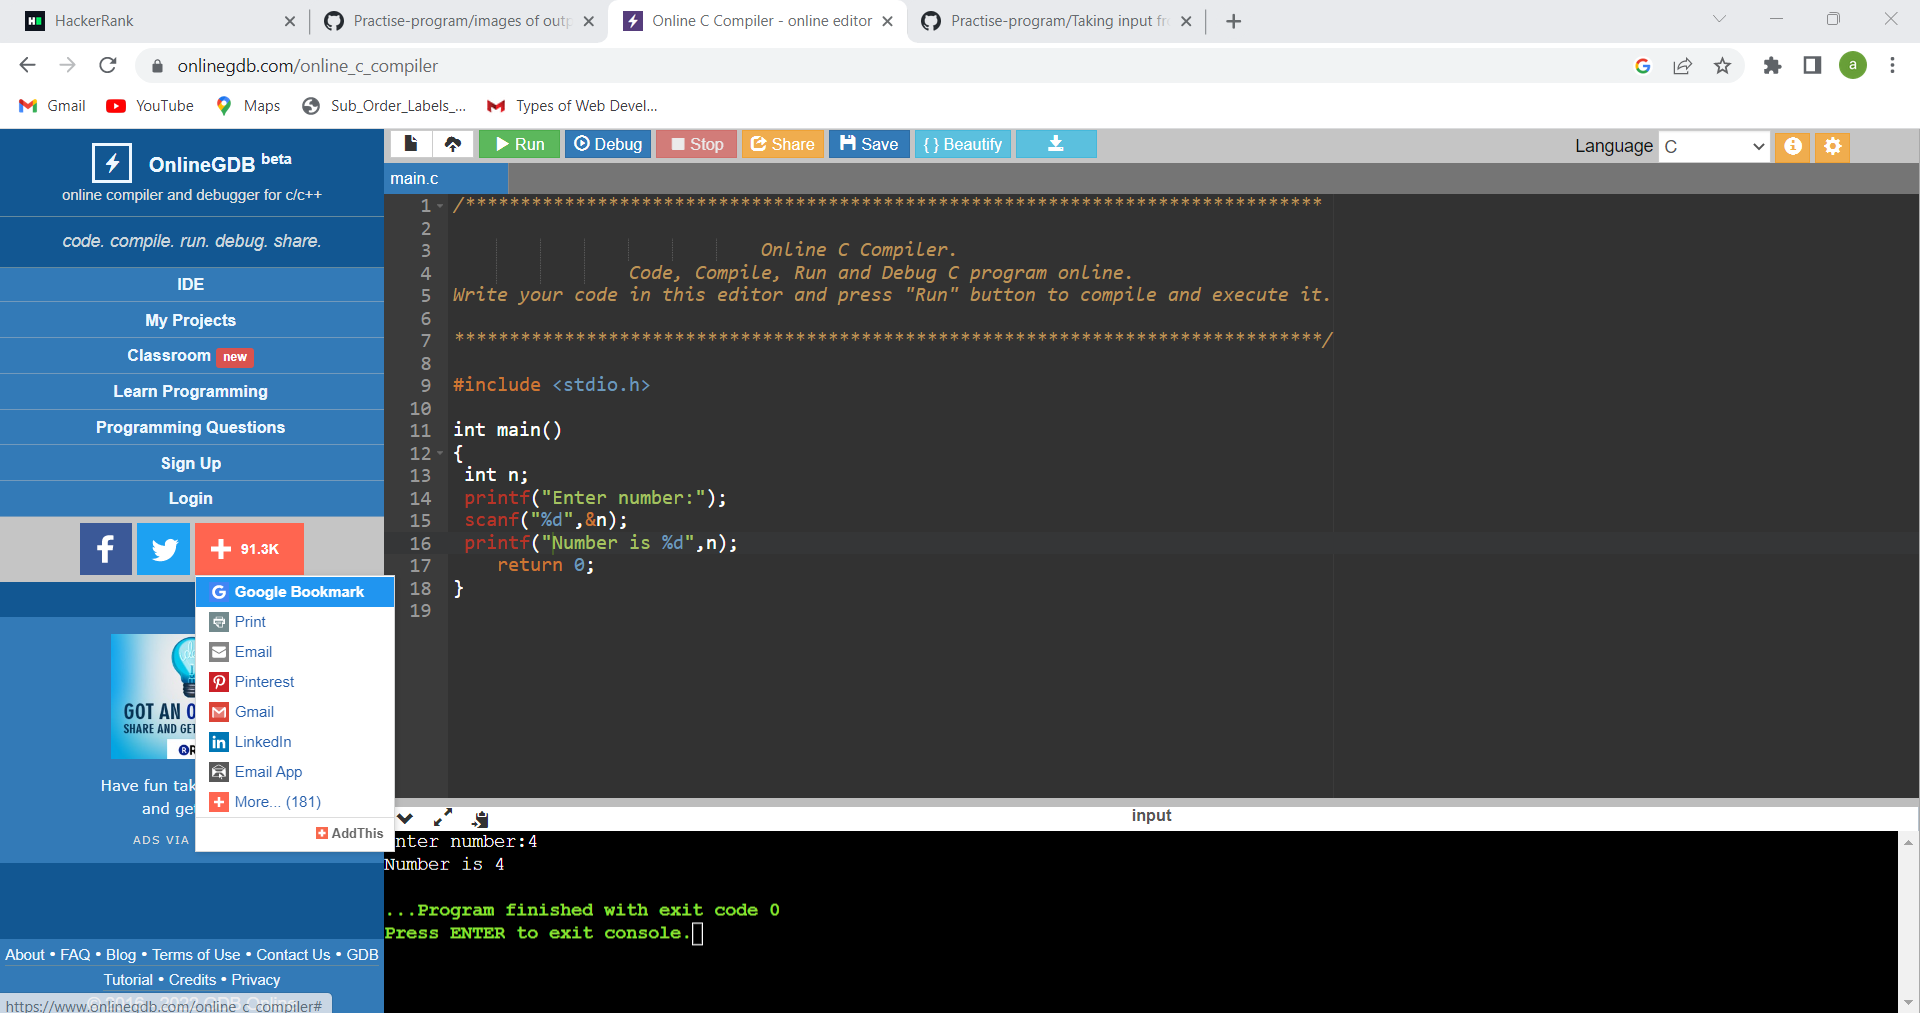 HackerRank
Practise-program/images of outp
Online C Compiler - online editor
Practise-program/Taking input fr
onlinegdb.com/online_c_compiler
a
Gmail
YouTube
Maps
Sub_Order_Labels_...
Types of Web Devel...
OnlineGDB beta
online compiler and debugger for c/c++
code. compile. run. debug. share.
IDE
My Projects
Classroom new
Learn Programming
Programming Questions
Sign Up
Login
91.3K
Google Bookmark
Print
Email
Pinterest
Gmail
LinkedIn
Email App
More... (181)
AddThis
GOT AN O
SHARE AND GET
Have fun tak
and ge
ADS VIA
About • FAQ • Blog • Terms of Use • Contact Us • GDB
Tutorial • Credits • Privacy
https://www.onlinegdb.com/online_c_compiler#
Run
Debug
Stop
Share
Save
{ } Beautify
Language C
main.c
1 /******************************************************************************
2
3 Online C Compiler.
4 Code, Compile, Run and Debug C program online.
5 Write your code in this editor and press "Run" button to compile and execute it.
6
7 *******************************************************************************/
8
9 #include <stdio.h>
10
11 int main()
12 {
13 int n;
14 printf("Enter number:");
15 scanf("%d",&n);
16 printf("Number is %d",n);
17 return 0;
18 }
19
input
nter number:4
Number is 4
...Program finished with exit code 0
Press ENTER to exit console.